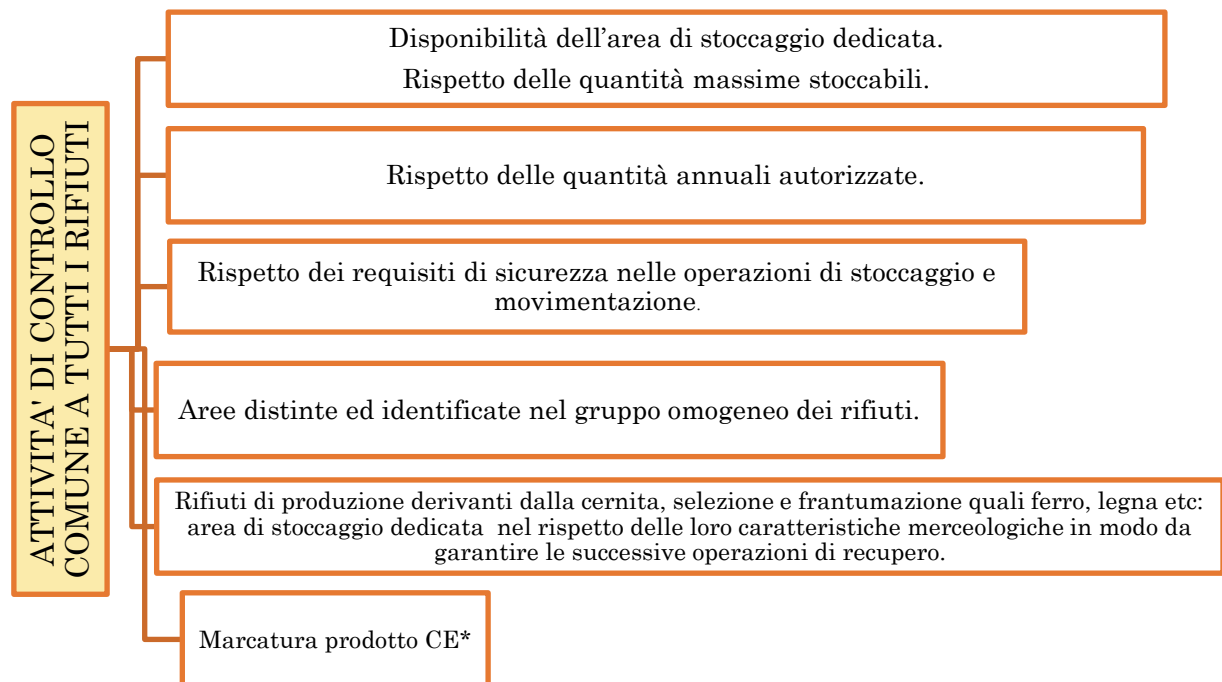 ATTIVITA' DI CONTROLLO
COMUNE A TUTTI I RIFIUTI
Disponibilità dell'area di stoccaggio dedicata.
Rispetto delle quantità massime stoccabili.
Rispetto delle quantità annuali autorizzate.
Rispetto dei requisiti di sicurezza nelle operazioni di stoccaggio e
movimentazione.
Aree distinte ed identificate nel gruppo omogeneo dei rifiuti.
Rifiuti di produzione derivanti dalla cernita, selezione e frantumazione quali ferro, legna etc:
area di stoccaggio dedicata nel rispetto delle loro caratteristiche merceologiche in modo da
garantire le successive operazioni di recupero.
Marcatura prodotto CE*